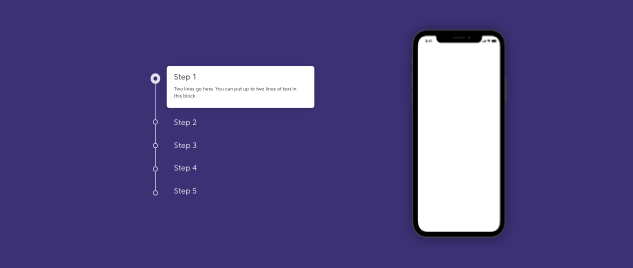 Step 1
Two lines go here. You can put up to two lines of text in
this block.
Step 2
Step 3
Step 4
Step 5
9:41